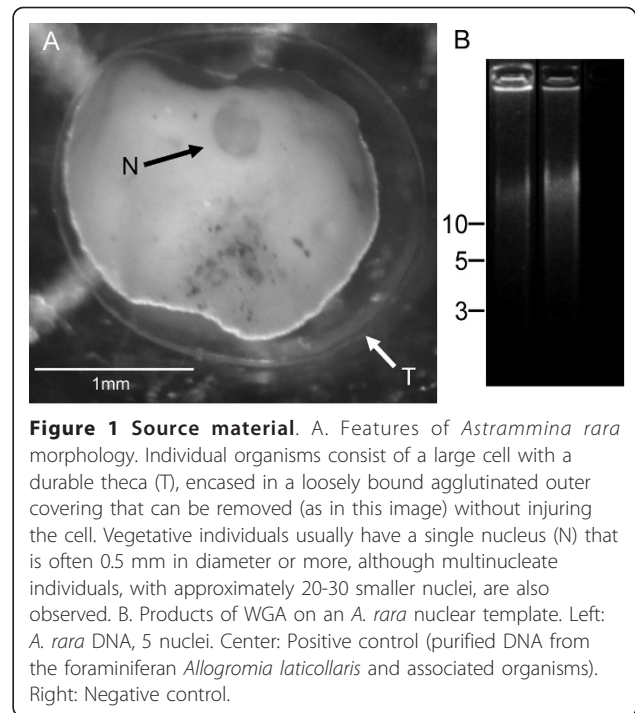 A
B
N
10
5
3
1mm
T
Figure 1 Source material. A. Features of Astrammina rara
morphology. Individual organisms consist of a large cell with a
durable theca (T), encased in a loosely bound agglutinated outer
covering that can be removed (as in this image) without injuring
the cell. Vegetative individuals usually have a single nucleus (N) that
is often 0.5 mm in diameter or more, although multinucleate
individuals, with approximately 20-30 smaller nuclei, are also
observed. B. Products of WGA on an A. rara nuclear template. Left:
A. rara DNA, 5 nuclei. Center: Positive control (purified DNA from
the foraminiferan Allogromia laticollaris and associated organisms).
Right: Negative control.